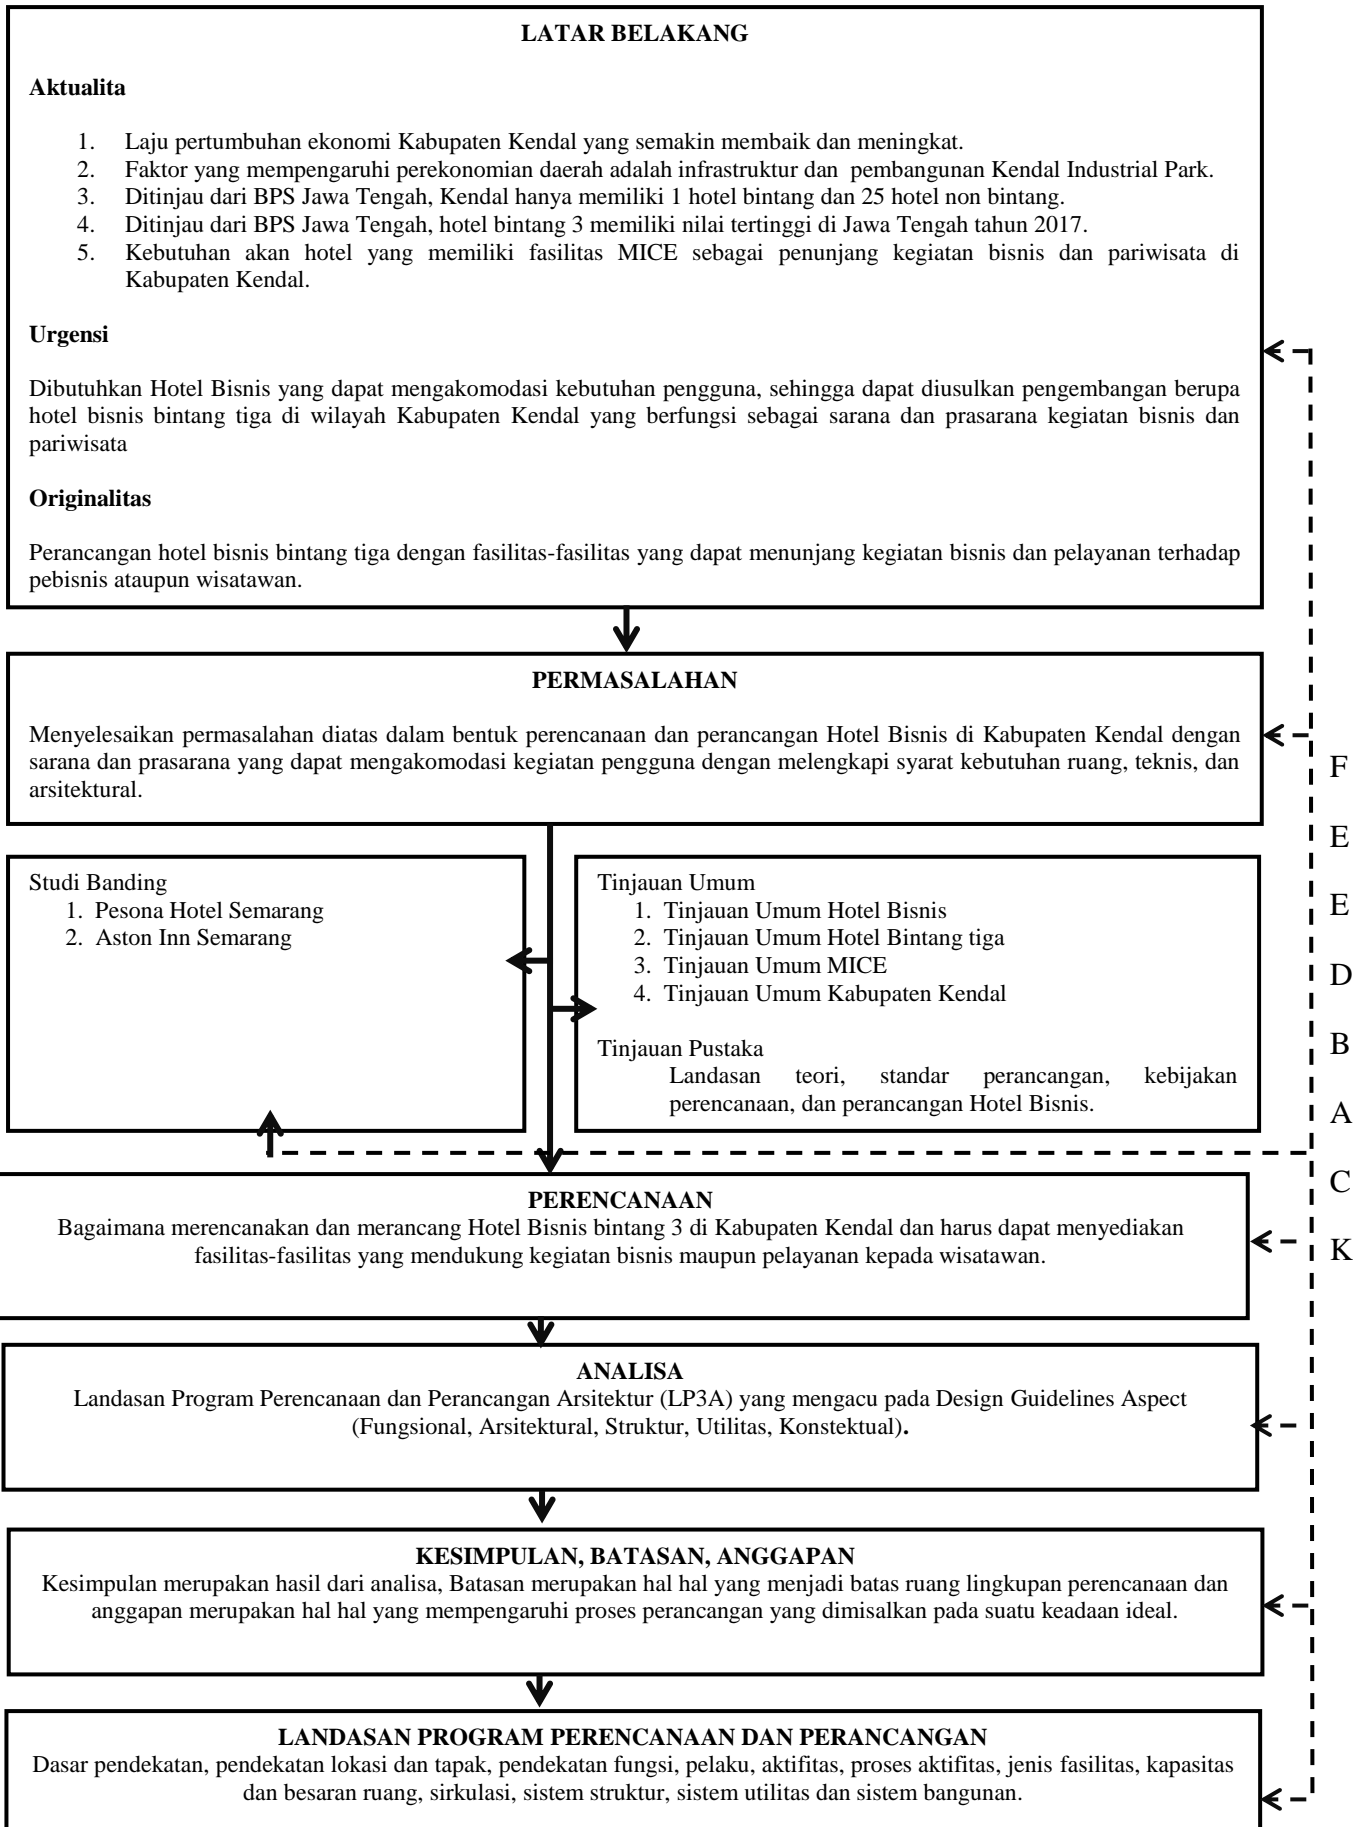 LATAR BELAKANG
Aktualita
1. Laju pertumbuhan ekonomi Kabupaten Kendal yang semakin membaik dan meningkat.
2. Faktor yang mempengaruhi perekonomian daerah adalah infrastruktur dan pembangunan Kendal Industrial Park.
3. Ditinjau dari BPS Jawa Tengah, Kendal hanya memiliki 1 hotel bintang dan 25 hotel non bintang.
4. Ditinjau dari BPS Jawa Tengah, hotel bintang 3 memiliki nilai tertinggi di Jawa Tengah tahun 2017.
5. Kebutuhan akan hotel yang memiliki fasilitas MICE sebagai penunjang kegiatan bisnis dan pariwisata di
Kabupaten Kendal.
Urgensi
Dibutuhkan Hotel Bisnis yang dapat mengakomodasi kebutuhan pengguna, sehingga dapat diusulkan pengembangan berupa
hotel bisnis bintang tiga di wilayah Kabupaten Kendal yang berfungsi sebagai sarana dan prasarana kegiatan bisnis dan
pariwisata
Originalitas
Perancangan hotel bisnis bintang tiga dengan fasilitas-fasilitas yang dapat menunjang kegiatan bisnis dan pelayanan terhadap
pebisnis ataupun wisatawan.
PERMASALAHAN
Menyelesaikan permasalahan diatas dalam bentuk perencanaan dan perancangan Hotel Bisnis di Kabupaten Kendal dengan
sarana dan prasarana yang dapat mengakomodasi kegiatan pengguna dengan melengkapi syarat kebutuhan ruang, teknis, dan
arsitektural.
Studi Banding
1. Pesona Hotel Semarang
2. Aston Inn Semarang
Tinjauan Umum
1. Tinjauan Umum Hotel Bisnis
2. Tinjauan Umum Hotel Bintang tiga
3. Tinjauan Umum MICE
4. Tinjauan Umum Kabupaten Kendal
Tinjauan Pustaka
Landasan teori, standar perancangan, kebijakan
perencanaan, dan perancangan Hotel Bisnis.
PERENCANAAN
Bagaimana merencanakan dan merancang Hotel Bisnis bintang 3 di Kabupaten Kendal dan harus dapat menyediakan
fasilitas-fasilitas yang mendukung kegiatan bisnis maupun pelayanan kepada wisatawan.
ANALISA
Landasan Program Perencanaan dan Perancangan Arsitektur (LP3A) yang mengacu pada Design Guidelines Aspect
(Fungsional, Arsitektural, Struktur, Utilitas, Konstektual).
KESIMPULAN, BATASAN, ANGGAPAN
Kesimpulan merupakan hasil dari analisa, Batasan merupakan hal hal yang menjadi batas ruang lingkupan perencanaan dan
anggapan merupakan hal hal yang mempengaruhi proses perancangan yang dimisalkan pada suatu keadaan ideal.
LANDASAN PROGRAM PERENCANAAN DAN PERANCANGAN
Dasar pendekatan, pendekatan lokasi dan tapak, pendekatan fungsi, pelaku, aktifitas, proses aktifitas, jenis fasilitas, kapasitas
dan besaran ruang, sirkulasi, sistem struktur, sistem utilitas dan sistem bangunan.
F
E
E
D
B
A
C
K